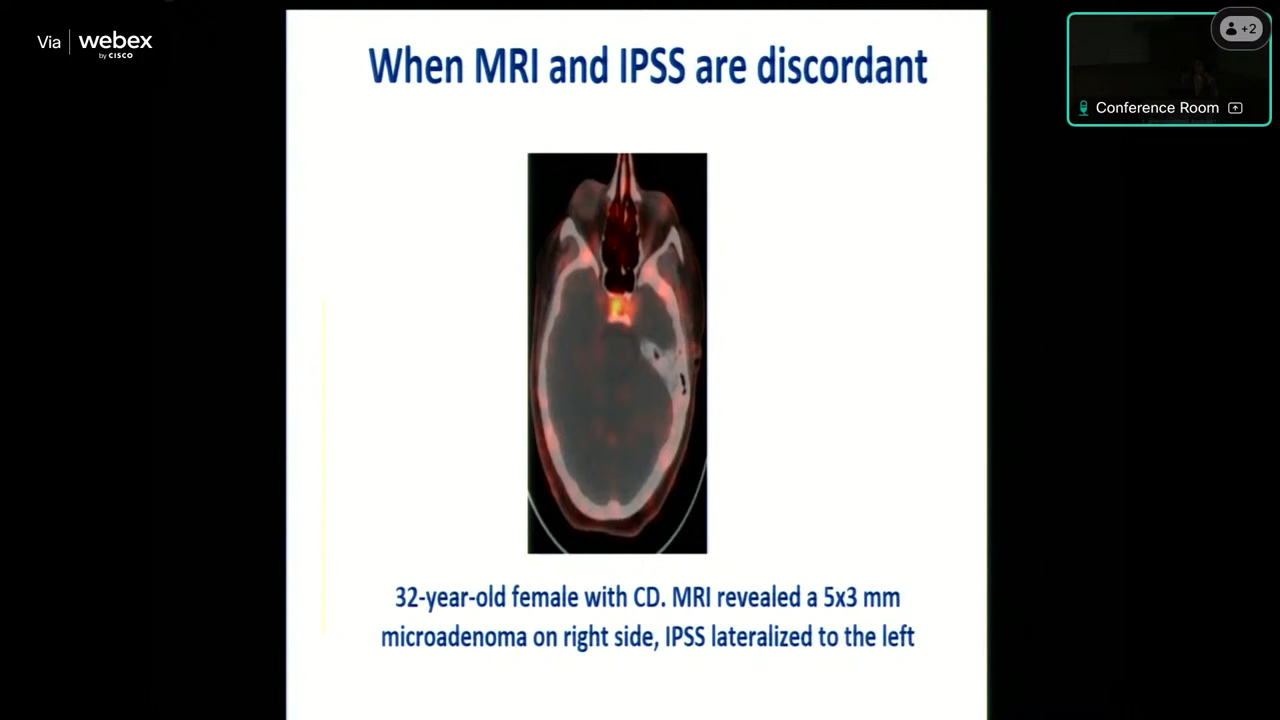 Via webex
by CISCO
+2
Conference Room
When MRI and IPSS are discordant
32-year-old female with CD. MRI revealed a 5x3 mm
microadenoma on right side, IPSS lateralized to the left